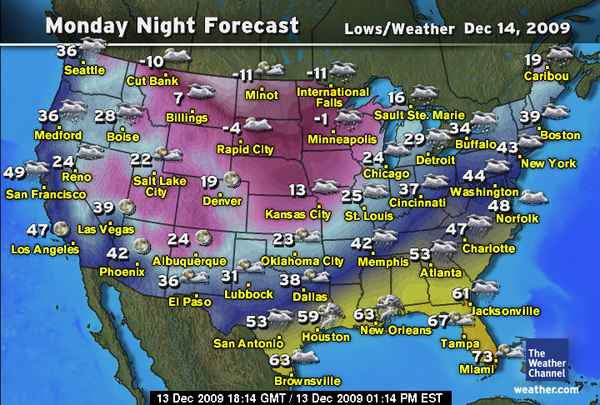 Monday Night Forecast
Lows/Weather Dec 14, 2009
36
Seattle
-10
Cut Bank
-11
Minot
-11
International
Falls
19
Caribou
7
Billings
16
Sault Ste. Marie
36
Medford
28
Boise
-4
Rapid City
-1
Minneapolis
29
Detroit
34
Buffalo
39
Boston
24
Reno
22
Salt Lake
City
24
Chicago
43
New York
49
San Francisco
19
Denver
13
Kansas City
25
St. Louis
37
Cincinnati
44
Washington
39
Las Vegas
48
Norfolk
47
Los Angeles
42
Phoenix
24
Albuquerque
23
Oklahoma City
42
Memphis
53
Atlanta
47
Charlotte
36
El Paso
31
Lubbock
38
Dallas
61
Jacksonville
53
San Antonio
59
Houston
63
New Orleans
67
Tampa
63
Brownsville
73
Miami
The
Weather
Channel
weather.com
13 Dec 2009 18:14 GMT / 13 Dec 2009 01:14 PM EST